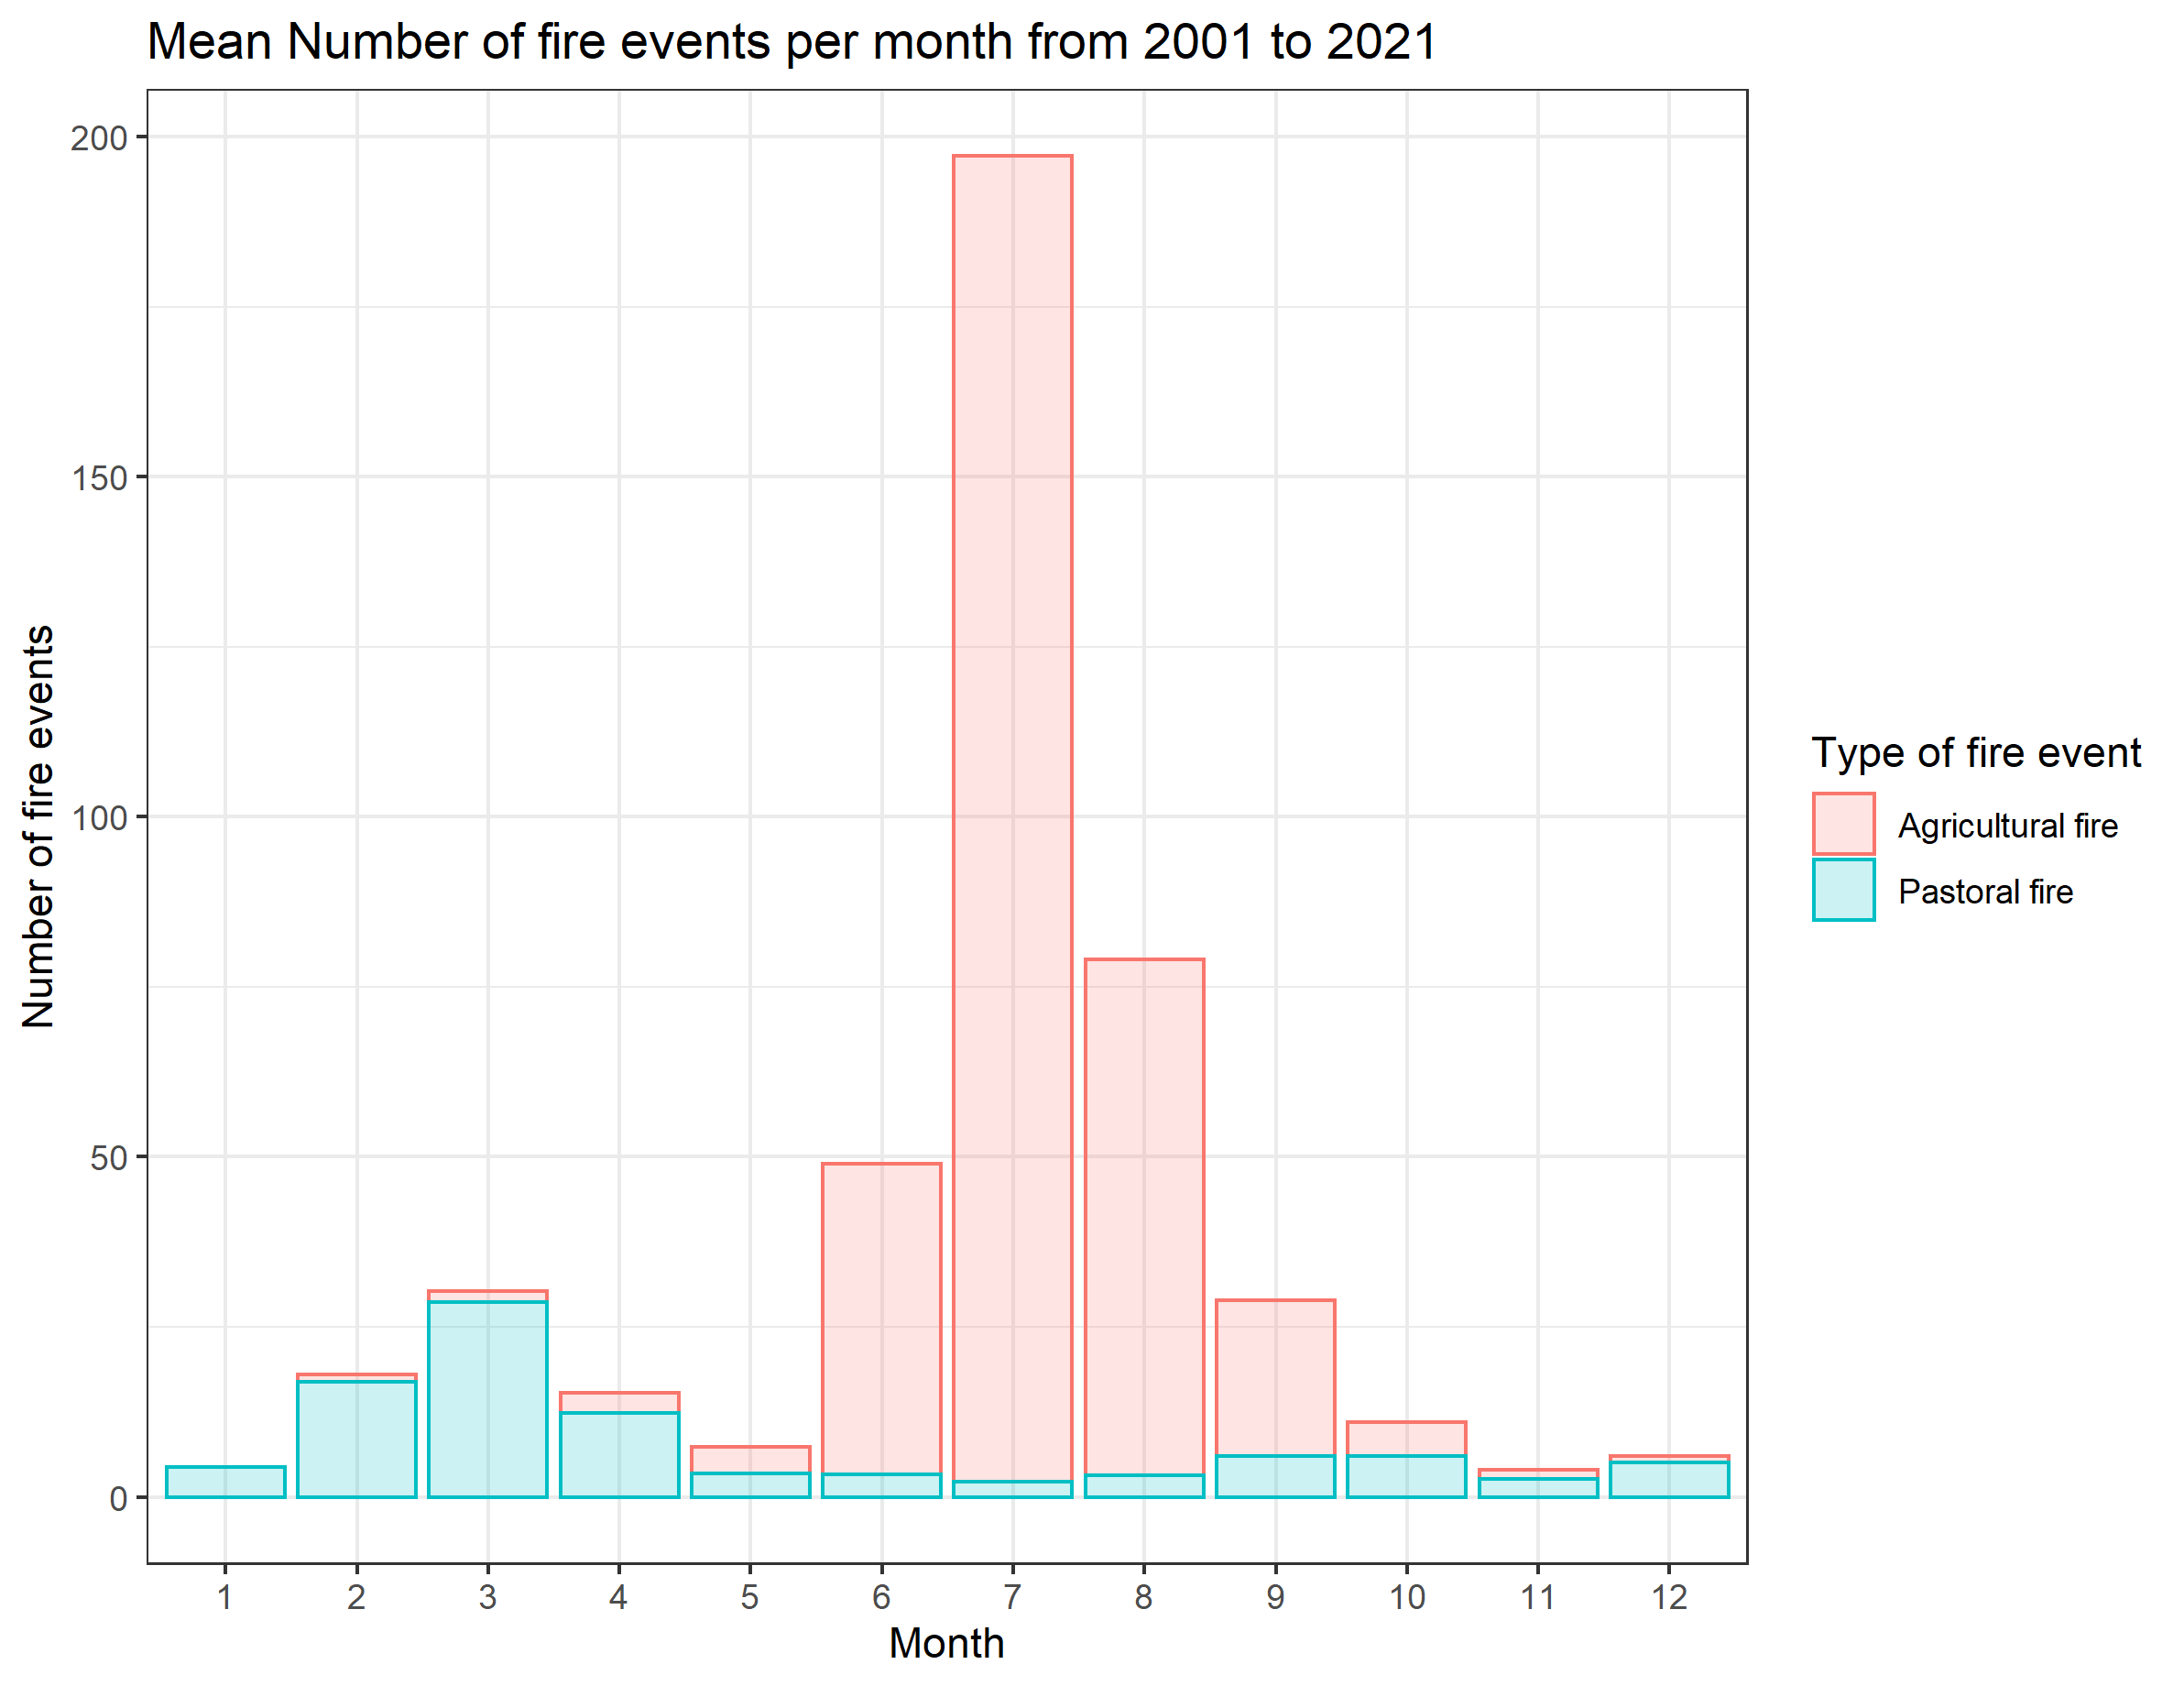 Mean Number of fire events per month from 2001 to 2021
200
150
100
50
0
Number of fire events
1 2 3 4 5 6 7 8 9 10 11 12
Month
Type of fire event
Agricultural fire
Pastoral fire